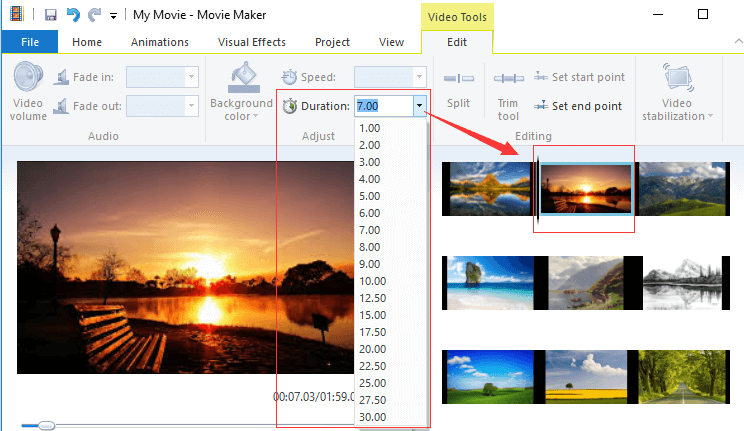 My Movie - Movie Maker
Video Tools
File
Home
Animations
Visual Effects
Project
View
Edit
Video
volume
Fade in:
Fade out:
Audio
Background
color
Speed:
Duration: 7.00
Adjust
Split
Trim
tool
Set start point
Set end point
Editing
Video
stabilization
1.00
2.00
3.00
4.00
5.00
6.00
7.00
8.00
9.00
10.00
12.50
15.00
17.50
20.00
22.50
25.00
27.50
30.00
00:07.03/01:59.0